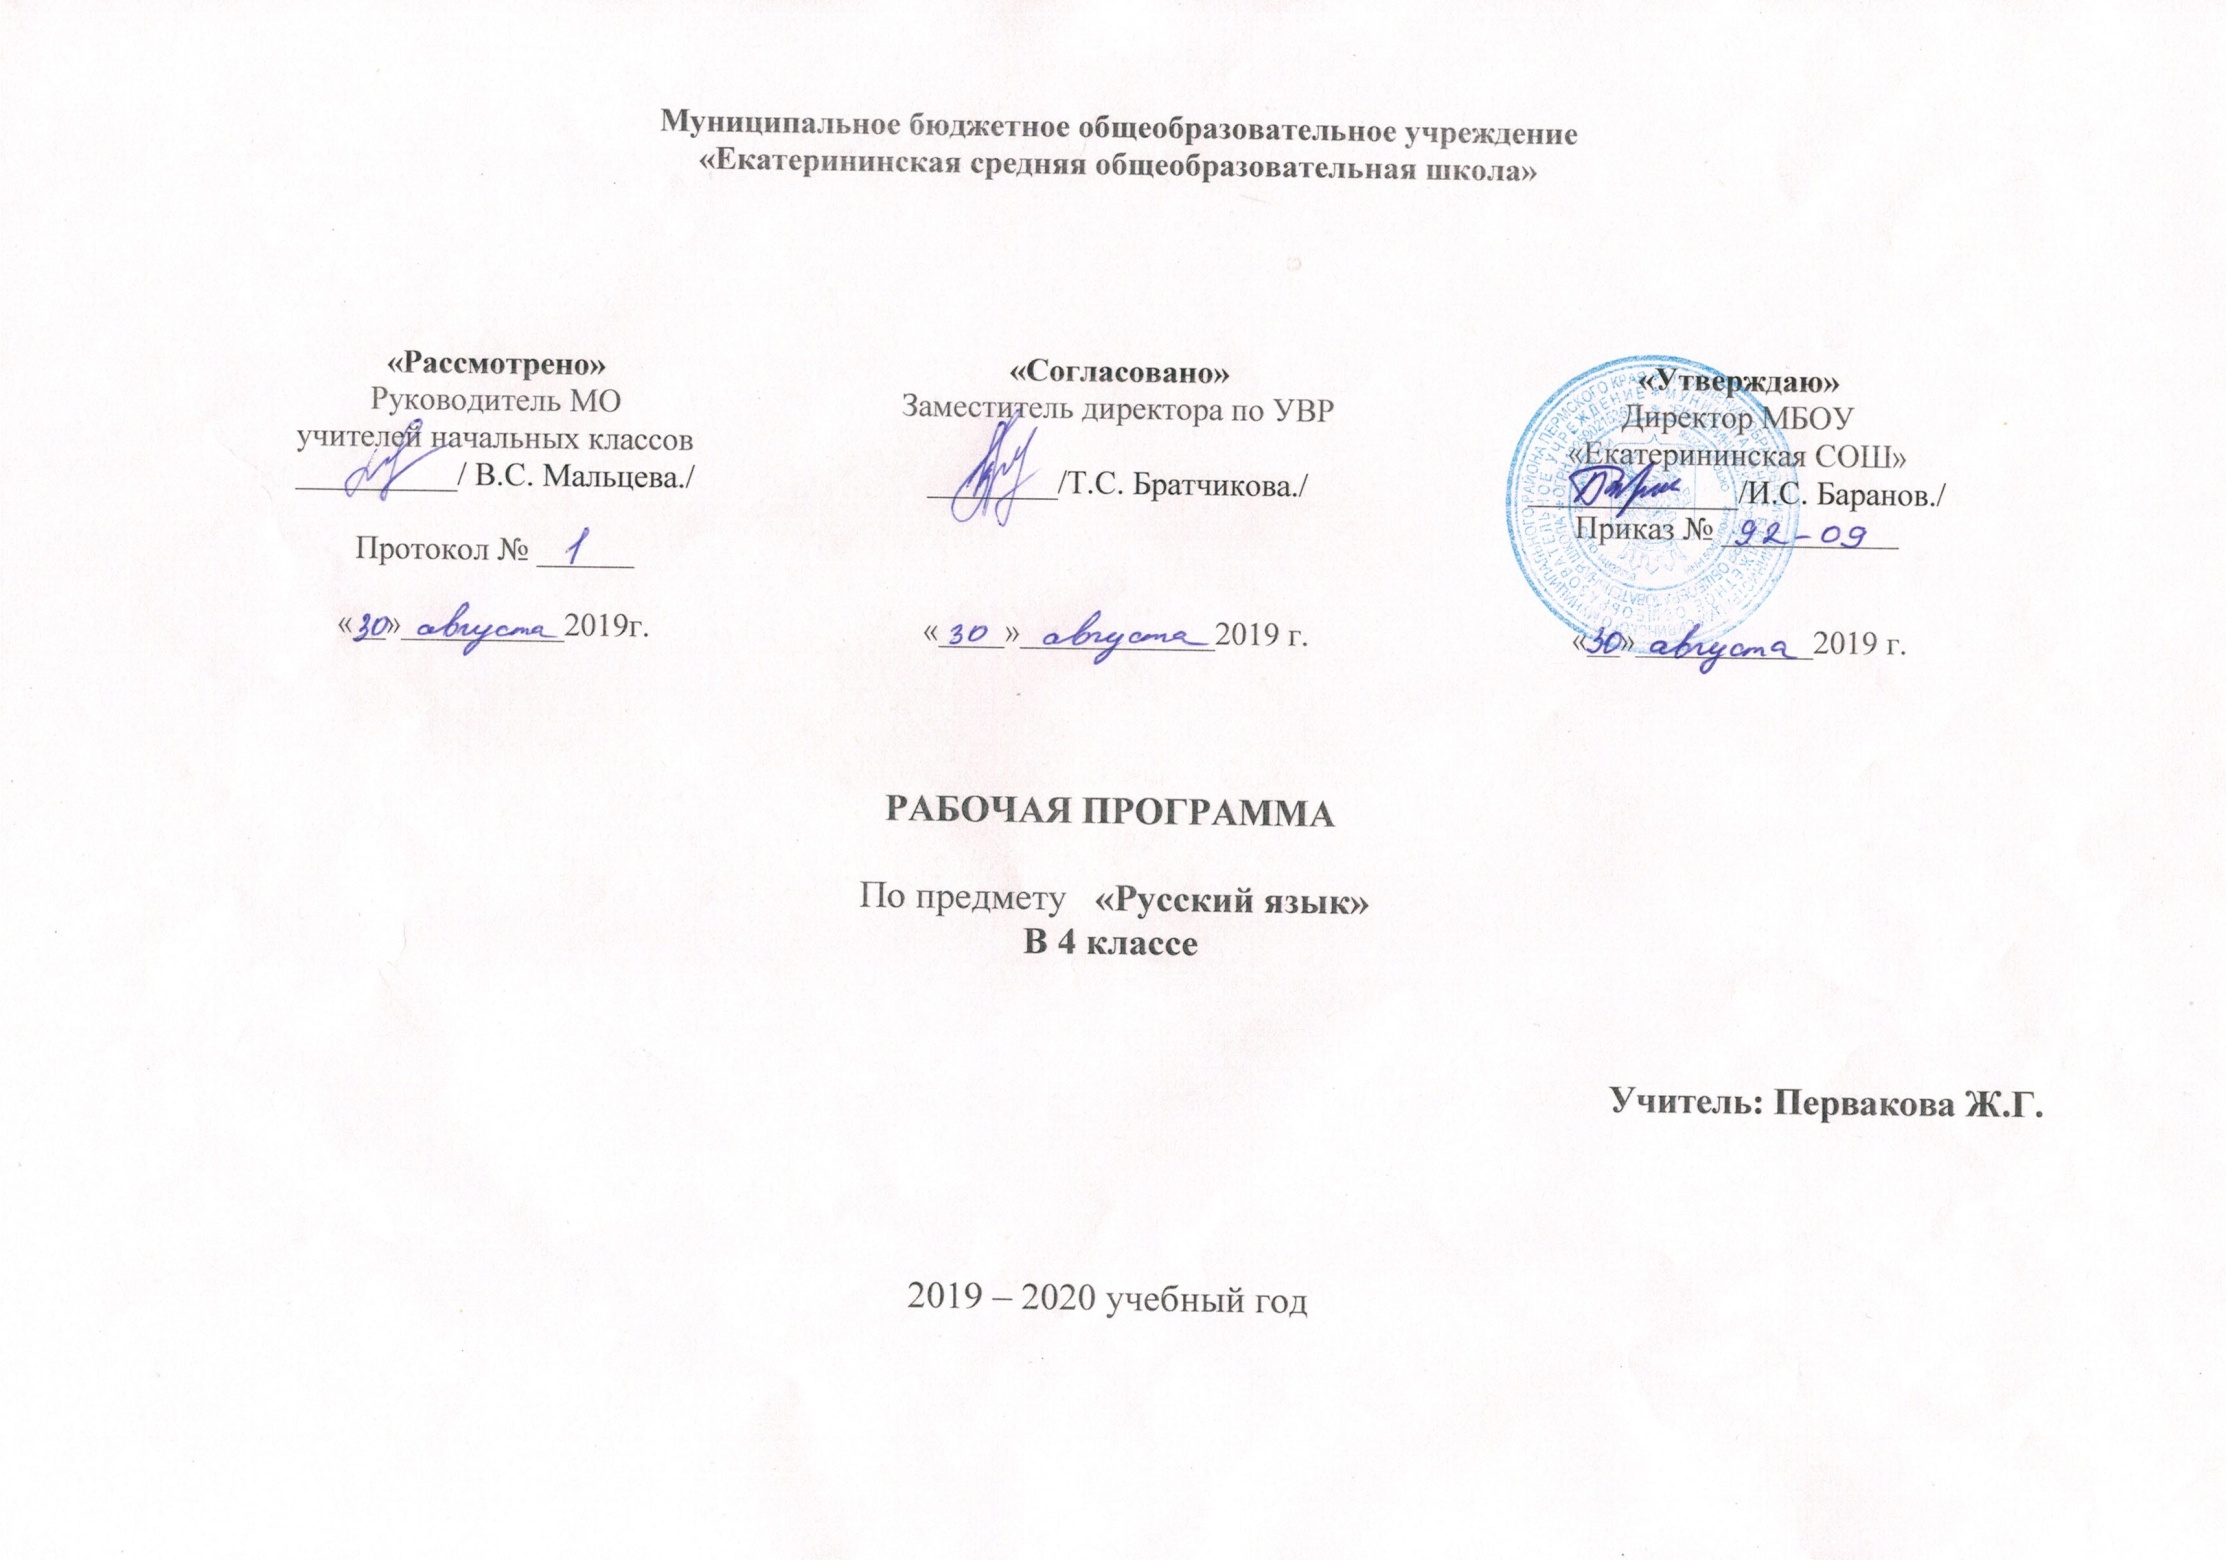 Муниципальное бюджетное общеобразовательное учреждение
«Екатерининская средняя общеобразовательная школа»
«Рассмотрено»
Руководитель МО
учителей начальных классов
__________/ В.С. Мальцева./
Протокол № 1
«30» августа 2019г.
«Согласовано»
Заместитель директора по УВР
________/Т.С. Братчикова./
«30» августа 2019 г.
«Утверждаю»
Директор МБОУ
«Екатерининская СОШ»
____________/И.С. Баранов./
Приказ № 92-09
«30» августа 2019 г.
РАБОЧАЯ ПРОГРАММА
По предмету «Русский язык»
В 4 классе
Учитель: Первакова Ж.Г.
2019 – 2020 учебный год